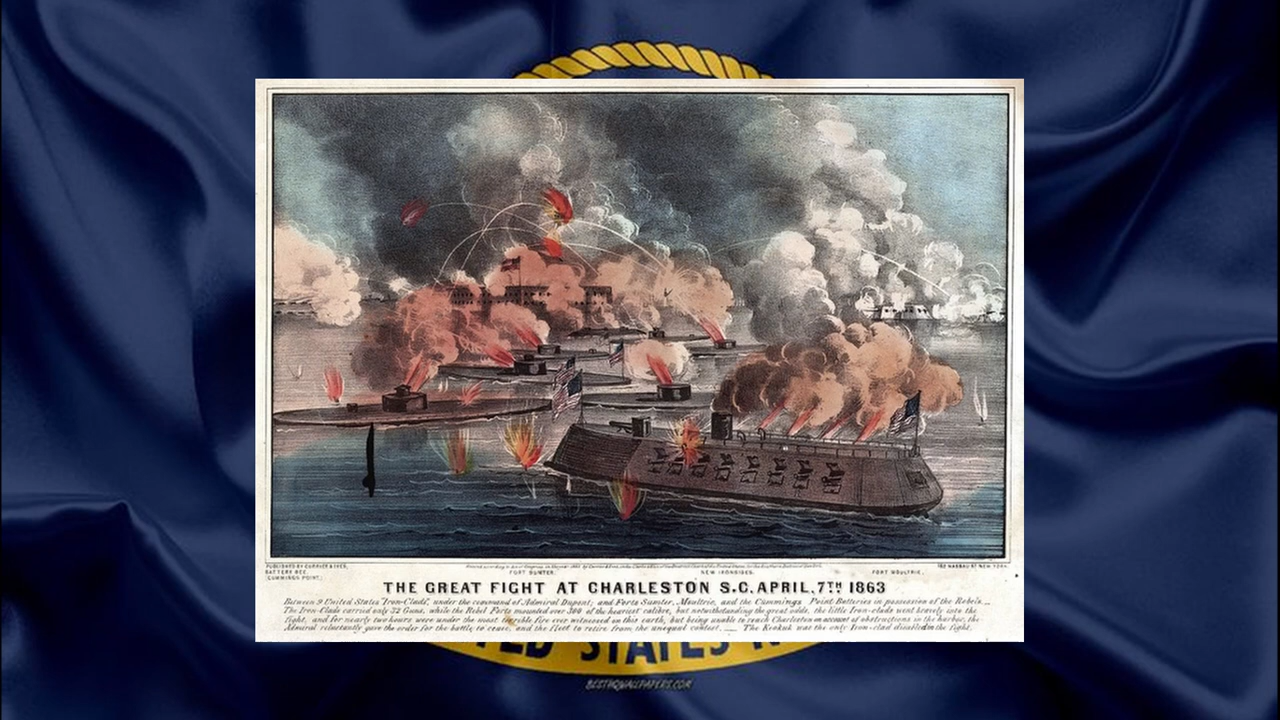 PUBLISHED BY CURRIER & IVES,
152 NASSAU ST NEW YORK.
BATTERY BEE.
FORT SUMTER.
NEW IRONSIDES.
FORT MOULTRIE.
CUMMINGS POINT.
THE GREAT FIGHT AT CHARLESTON S.C. APRIL, 7TH 1863
Between 9 United States "Iron-Clads", under the command of Admiral Dupont; and Forts Sumter, Moultrie, and the Cummings Point Batteries in possession of the Rebels.
The Iron Clads carried only 32 Guns, while the Rebel Forts mounted over 300 of the heaviest calibre, but notwithstanding the great odds, the little Iron-clads went bravely into the
fight, and for nearly two hours were under the most terrible fire ever witnessed on this earth, but being unable to reach Charleston on account of obstructions in the harbor, the
Admiral reluctantly gave the order for the battle to cease, and the fleet to retire from the unequal contest. __ The Keokuk was the only Iron-clad disabled in the fight.
TED STATES N
BESTHQWALLPAPERS.COM